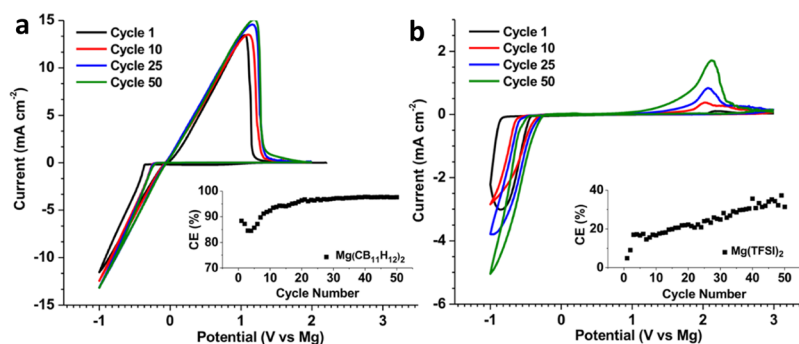 a
Cycle 1
Cycle 10
Cycle 25
Cycle 50
15
10
5
0
-5
-10
-15
Current (mA cm⁻²)
-1 0 1 2 3
Potential (V vs Mg)
100
90
80
70
CE (%)
0 10 20 30 40 50
Cycle Number
Mg(CB₁₁H₁₂)₂
b
Cycle 1
Cycle 10
Cycle 25
Cycle 50
2
0
-2
-4
-6
Current (mA cm⁻²)
-1 0 1 2 3
Potential (V vs Mg)
40
20
0
CE (%)
0 10 20 30 40 50
Cycle Number
Mg(TFSI)₂